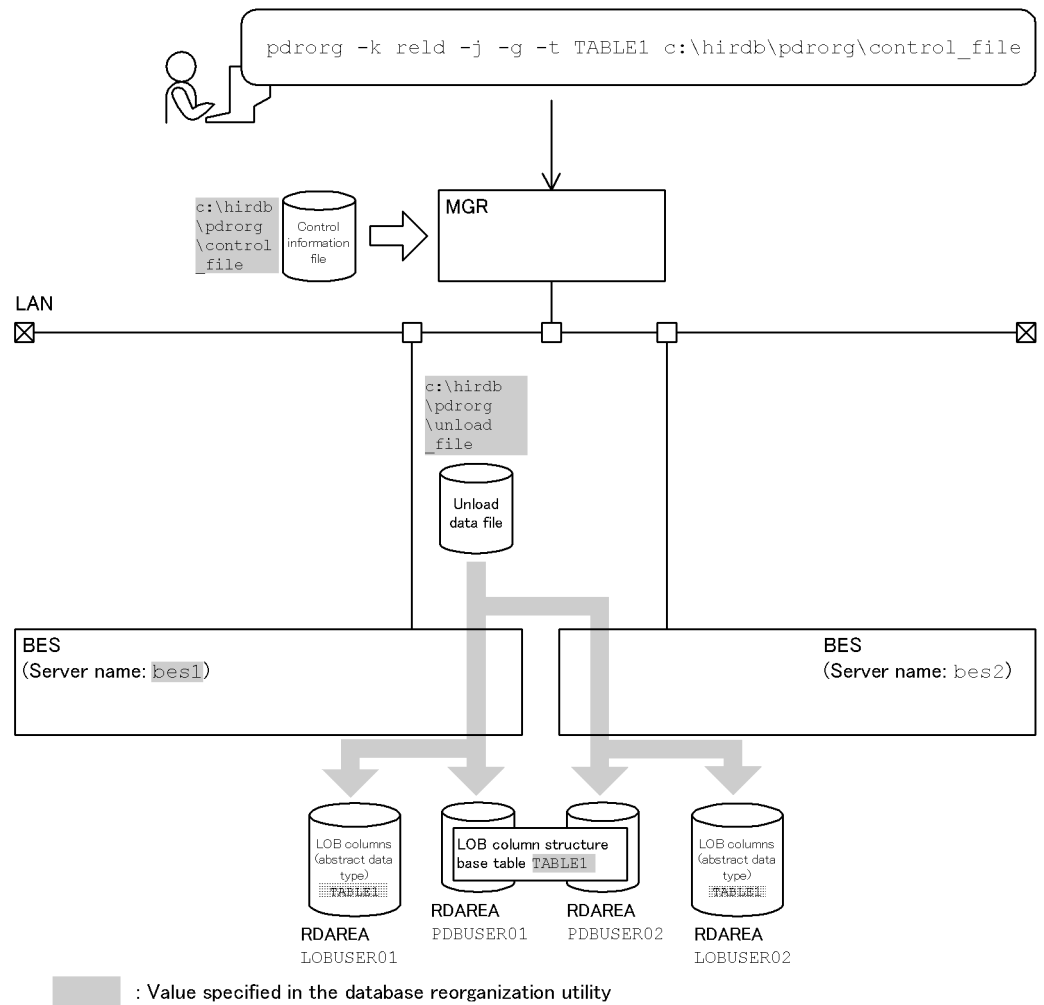 pdrorg -k reld -j -g -t TABLE1 c:\hirdb\pdrorg\control_file
c:\hirdb
\pdrorg
\control
_file
Control
information
file
MGR
LAN
c:\hirdb
\pdrorg
\unload
_file
Unload
data file
BES
(Server name: bes1)
BES
(Server name: bes2)
LOB columns
(abstract data
type)
TABLE1
LOB column structure
base table TABLE1
LOB columns
(abstract data
type)
TABLE1
RDAREA
LOBUSER01
RDAREA
PDBUSER01
RDAREA
PDBUSER02
RDAREA
LOBUSER02
: Value specified in the database reorganization utility